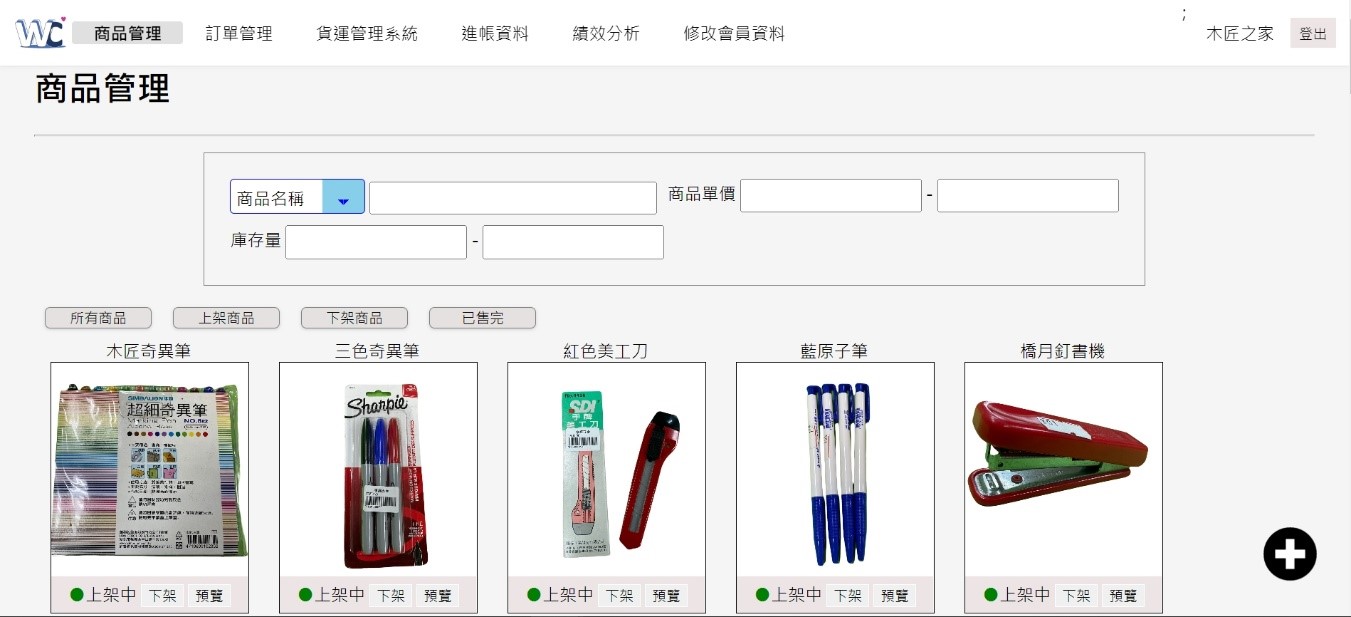 WC 商品管理 訂單管理 貨運管理系統 進帳資料 績效分析 修改會員資料 ; 木匠之家 登出
商品管理
商品名稱 商品單價 -
庫存量 -
所有商品 上架商品 下架商品 已售完
木匠奇異筆 三色奇異筆 紅色美工刀 藍原子筆 橋月釘書機
超細奇異筆
Sharpie
SDI
美工刀
上架中 下架 預覽 上架中 下架 預覽 上架中 下架 預覽 上架中 下架 預覽 上架中 下架 預覽